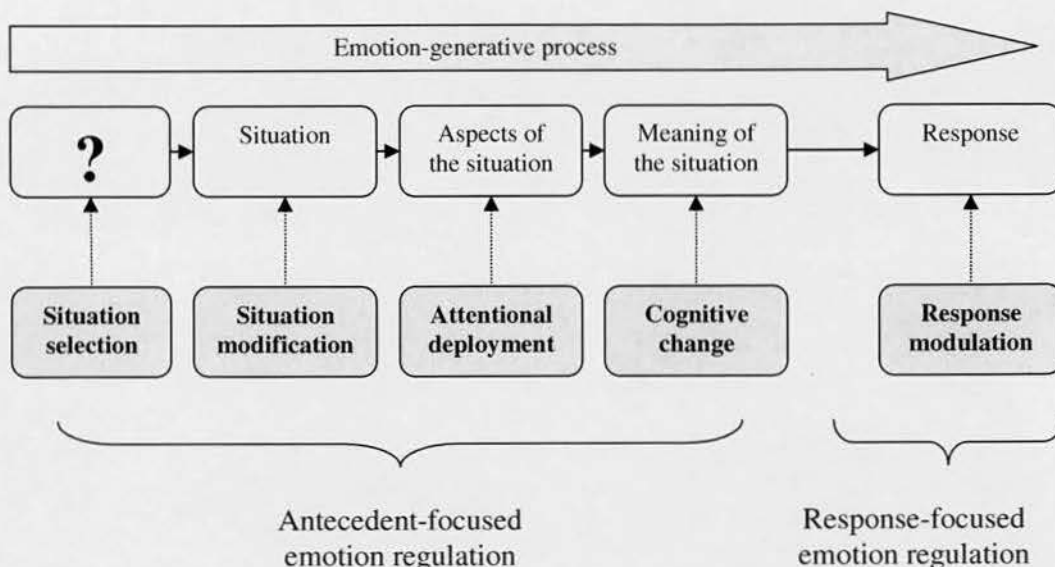 Emotion-generative process
?
Situation
Aspects of
the situation
Meaning of
the situation
Response
Situation
selection
Situation
modification
Attentional
deployment
Cognitive
change
Response
modulation
Antecedent-focused
emotion regulation
Response-focused
emotion regulation